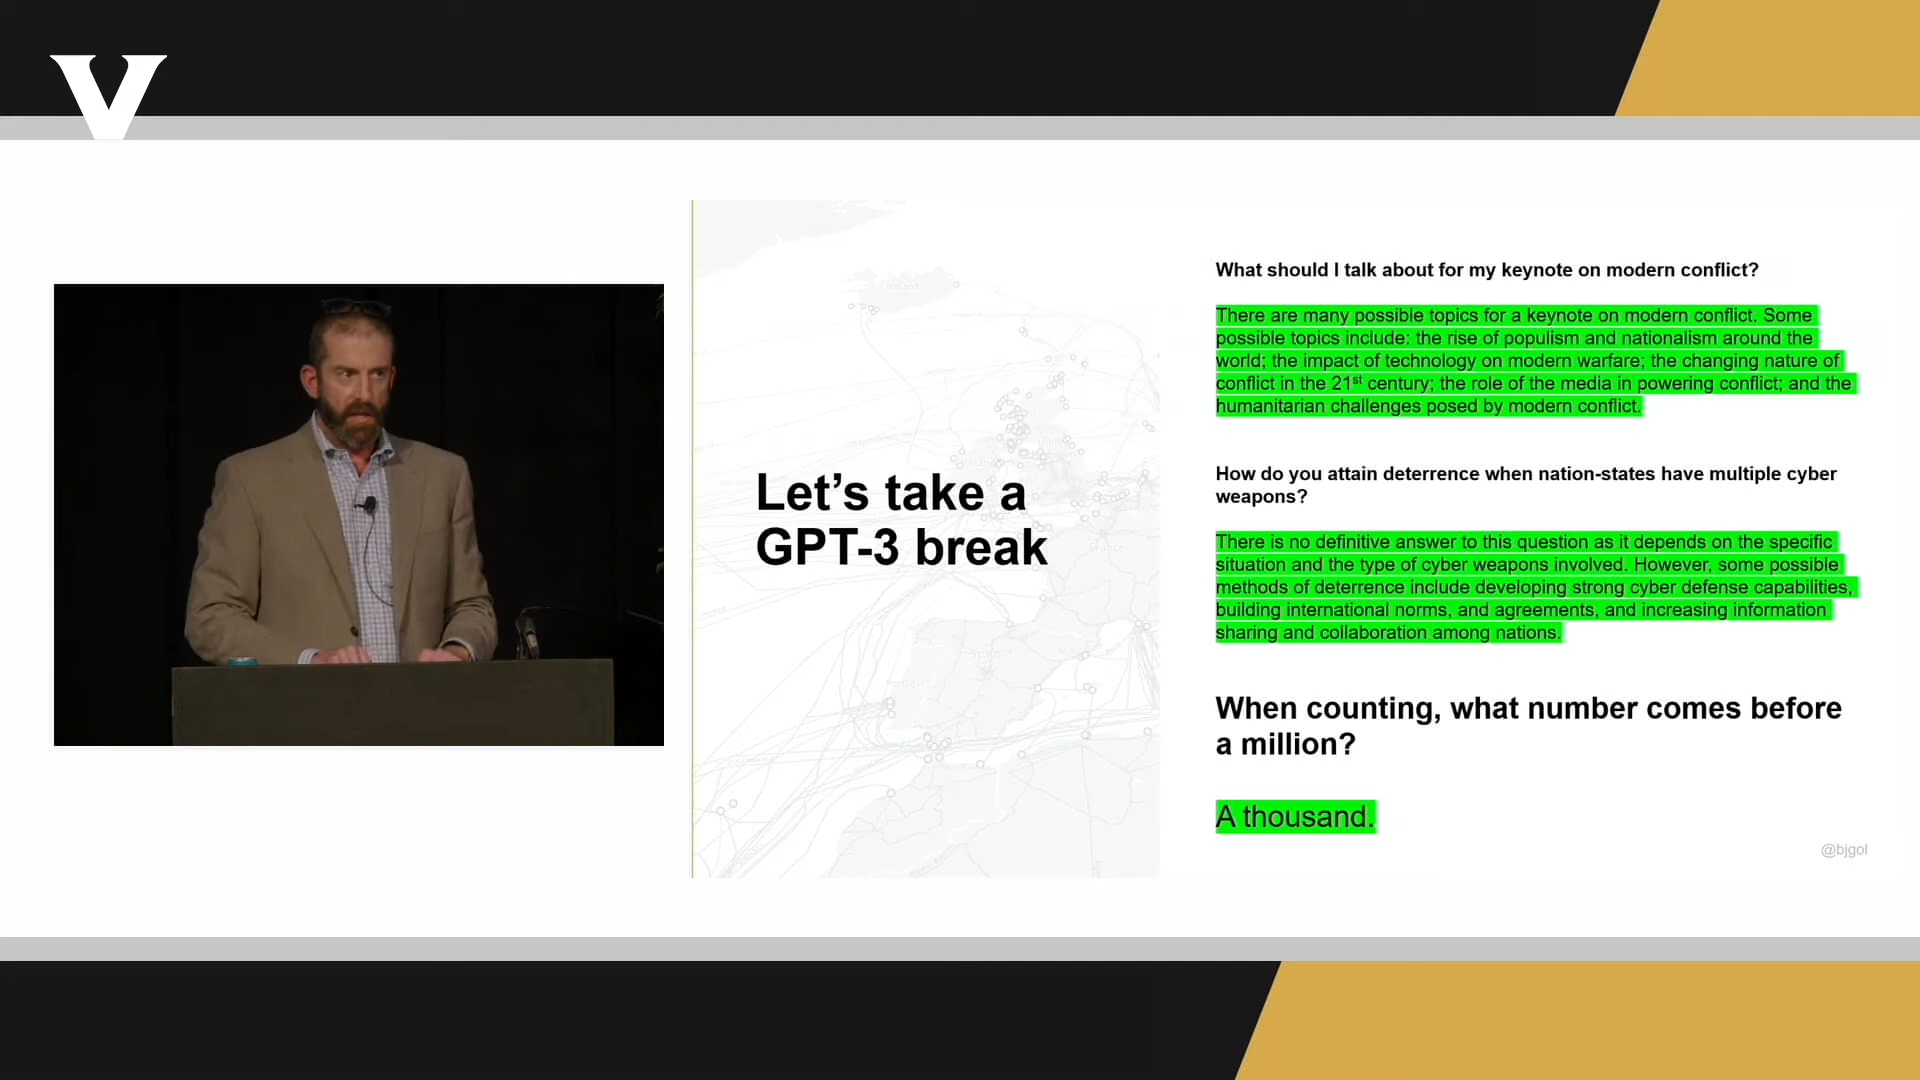 V
Let’s take a
GPT-3 break
What should I talk about for my keynote on modern conflict?
There are many possible topics for a keynote on modern conflict. Some
possible topics include: the rise of populism and nationalism around the
world; the impact of technology on modern warfare; the changing nature of
conflict in the 21st century; the role of the media in powering conflict; and the
humanitarian challenges posed by modern conflict.
How do you attain deterrence when nation-states have multiple cyber
weapons?
There is no definitive answer to this question as it depends on the specific
situation and the type of cyber weapons involved. However, some possible
methods of deterrence include developing strong cyber defense capabilities,
building international norms, and agreements, and increasing information
sharing and collaboration among nations.
When counting, what number comes before
a million?
A thousand.
@bjgol
Iceland
France
Spain
Portugal